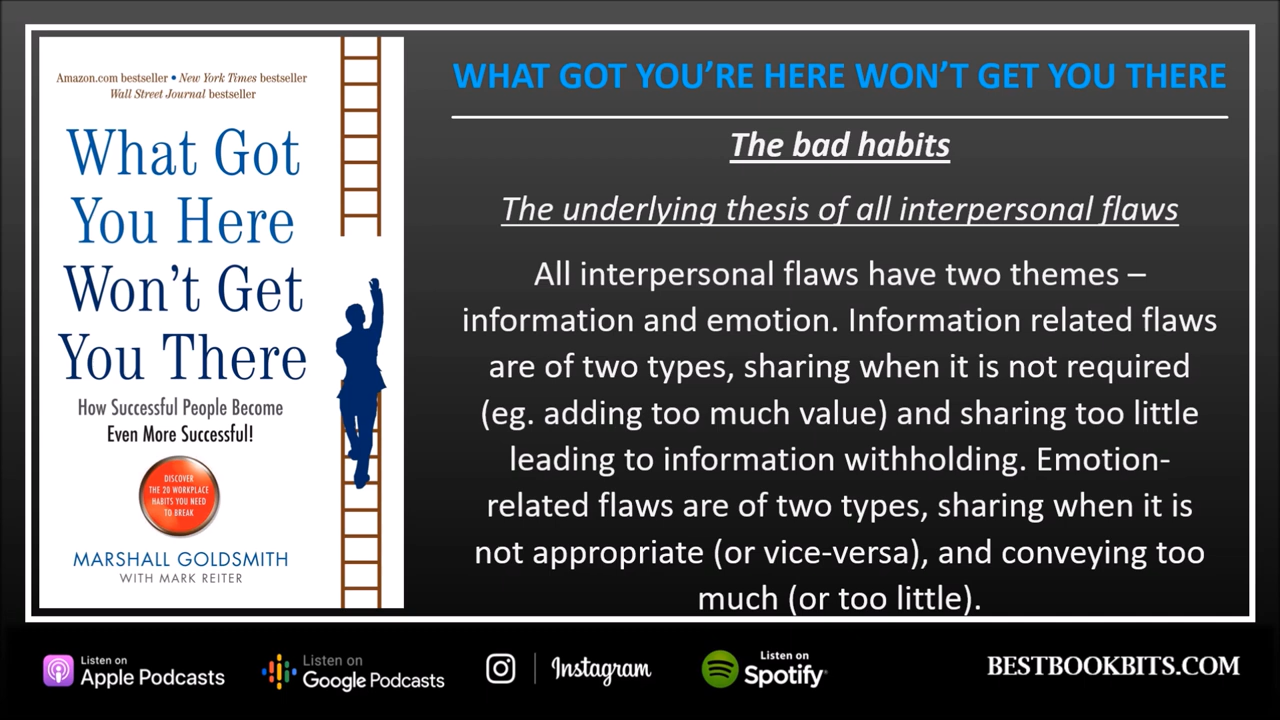 Amazon.com bestseller • New York Times bestseller
Wall Street Journal bestseller
What Got
You Here
Won't Get
You There
How Successful People Become
Even More Successful!
DISCOVER
THE 20 WORKPLACE
HABITS YOU NEED
TO BREAK
MARSHALL GOLDSMITH
WITH MARK REITER
WHAT GOT YOU'RE HERE WON'T GET YOU THERE
The bad habits
The underlying thesis of all interpersonal flaws
All interpersonal flaws have two themes –
information and emotion. Information related flaws
are of two types, sharing when it is not required
(eg. adding too much value) and sharing too little
leading to information withholding. Emotion-
related flaws are of two types, sharing when it is
not appropriate (or vice-versa), and conveying too
much (or too little).
Listen on
Apple Podcasts
Listen on
Google Podcasts
Instagram
Listen on
Spotify
BESTBOOKBITS.COM